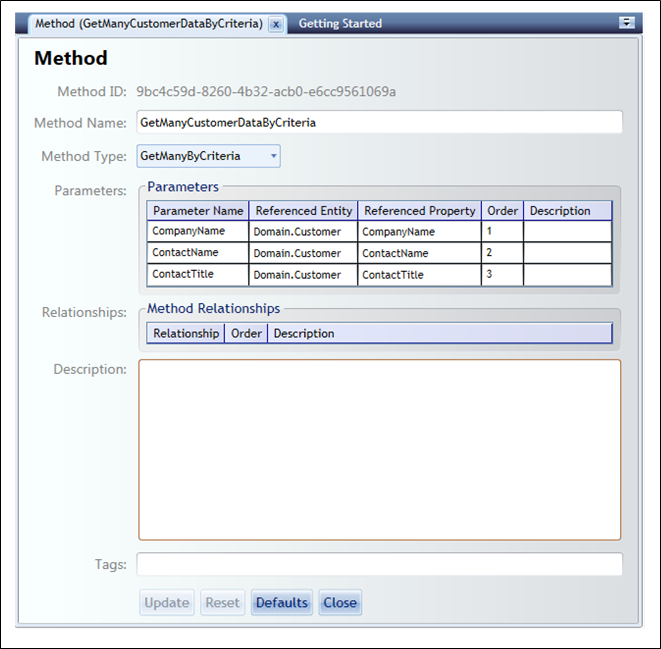 Method (GetManyCustomerDataByCriteria) x Getting Started
Method
Method ID: 9bc4c59d-8260-4b32-acb0-e6cc9561069a
Method Name: GetManyCustomerDataByCriteria
Method Type: GetManyByCriteria
Parameters: Parameters
Parameter Name Referenced Entity Referenced Property Order Description
CompanyName Domain.Customer CompanyName 1
ContactName Domain.Customer ContactName 2
ContactTitle Domain.Customer ContactTitle 3
Relationships: Method Relationships
Relationship Order Description
Description:
Tags:
Update Reset Defaults Close